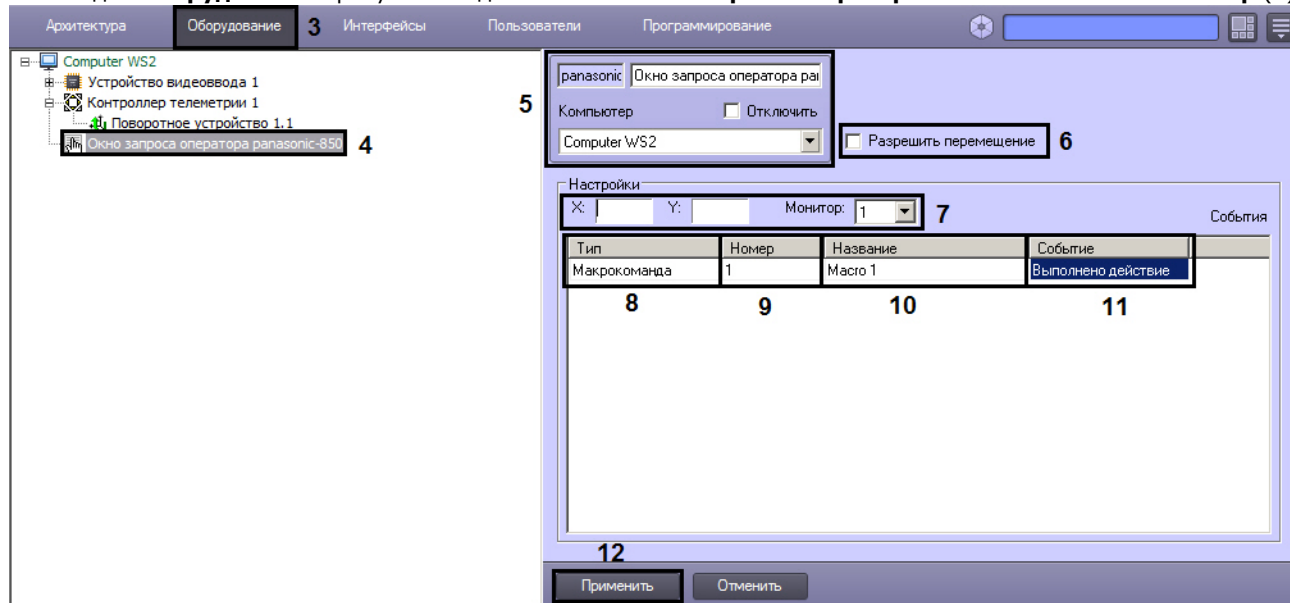 Архитектура Оборудование 3 Интерфейсы Пользователи Программирование
Computer WS2
Устройство видеоввода 1
Контроллер телеметрии 1
Поворотное устройство 1.1
Окно запроса оператора panasonic-850 4
5
panasonic Окно запроса оператора pai
Компьютер Отключить
Computer WS2
Разрешить перемещение 6
Настройки
X: Y: Монитор: 1 7
События
Тип Номер Название Событие
Макрокоманда 1 Macro 1 Выполнено действие
8 9 10 11
12
Применить Отменить